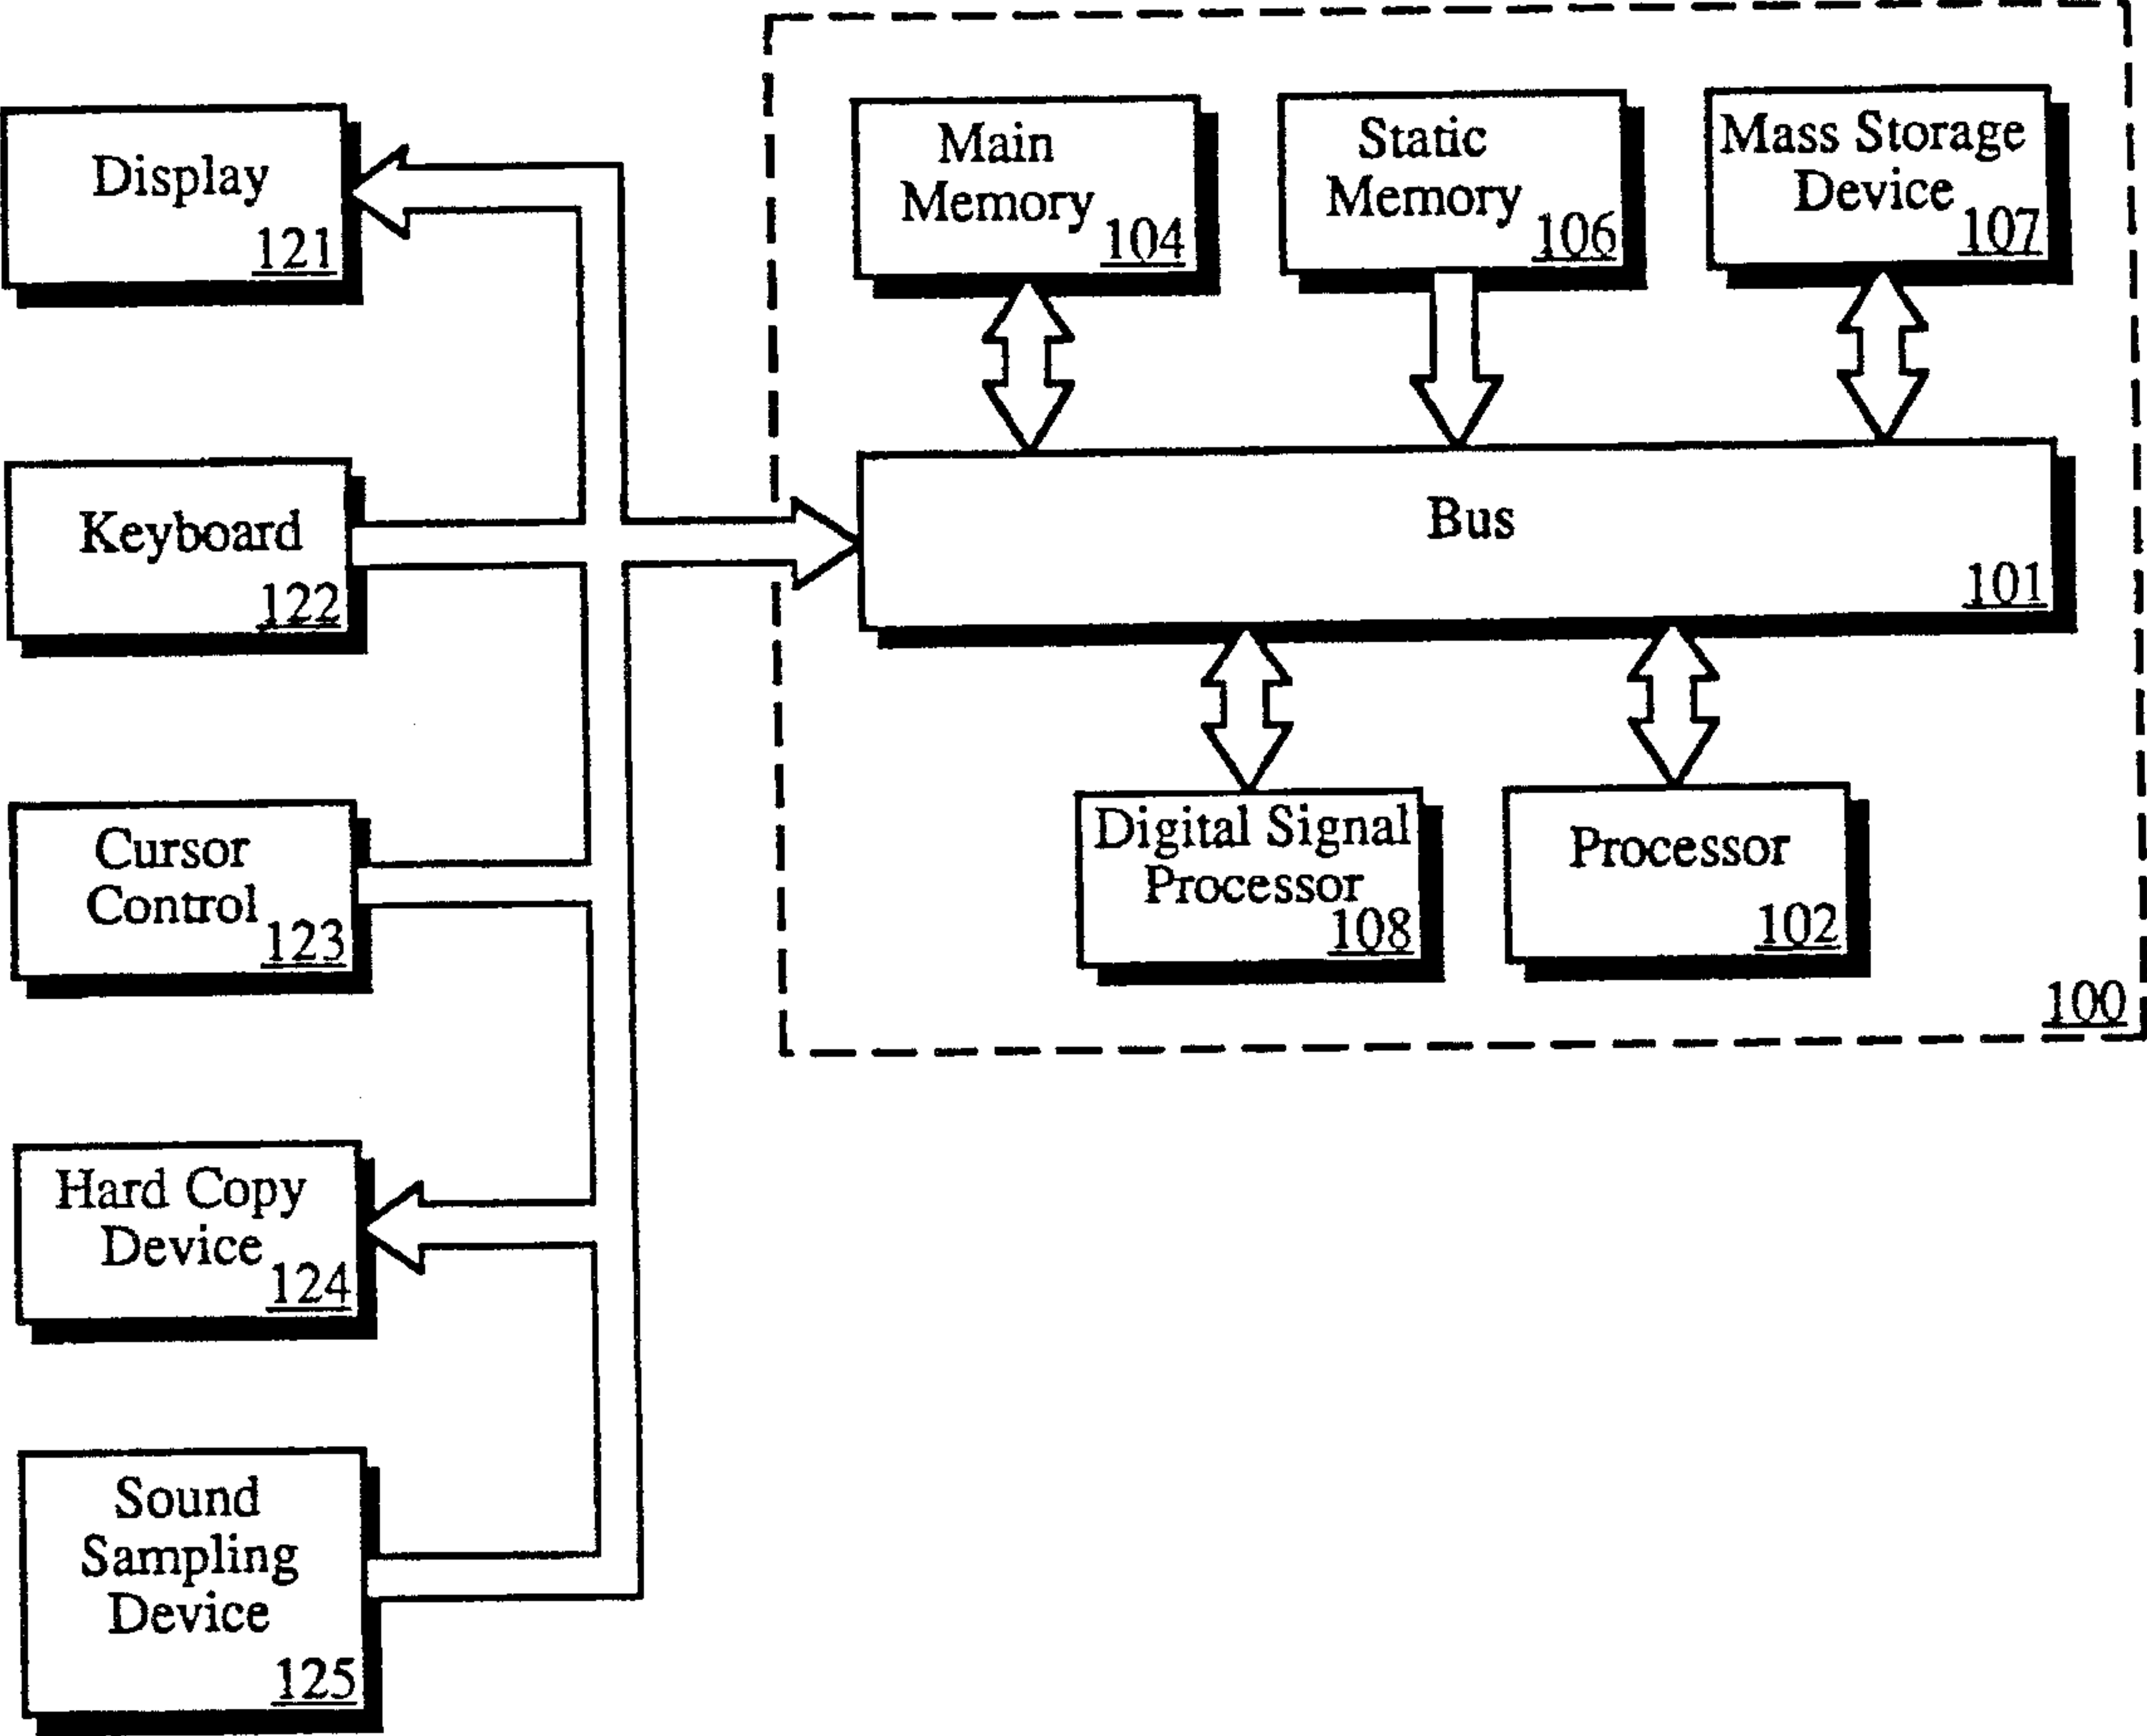 Display
121
Keyboard
122
Cursor
Control
123
Hard Copy
Device
124
Sound
Sampling
Device
125
Main
Memory
104
Static
Memory
106
Mass Storage
Device
107
Bus
101
Digital Signal
Processor
108
Processor
102
100